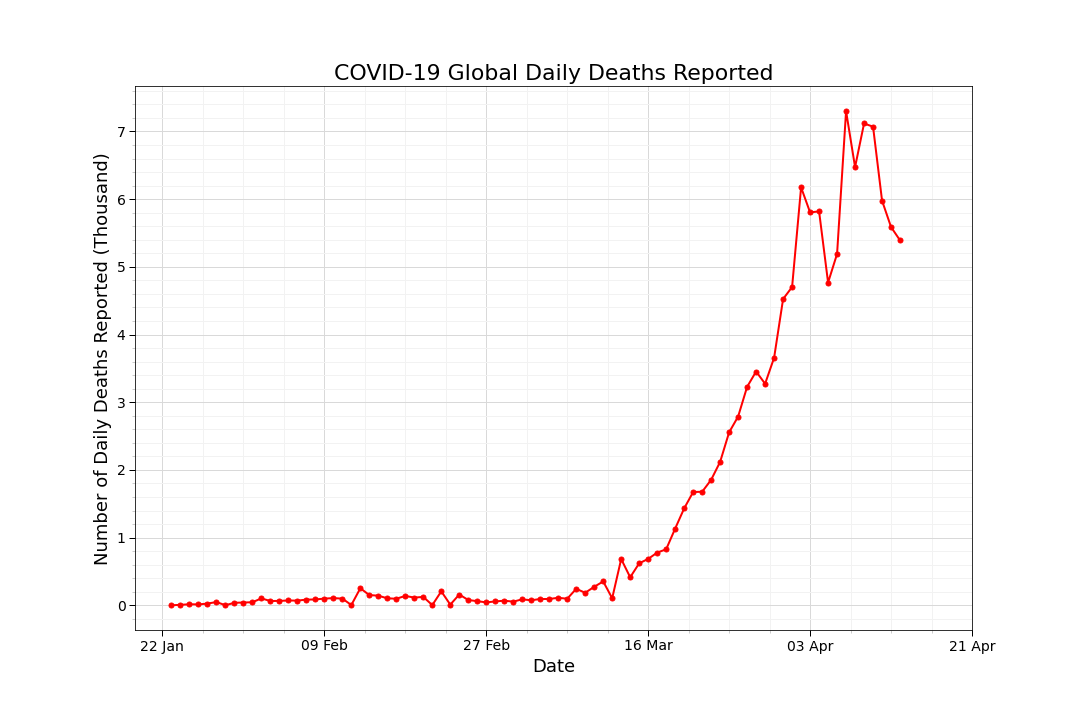 COVID-19 Global Daily Deaths Reported
Number of Daily Deaths Reported (Thousand)
7
6
5
4
3
2
1
0
22 Jan
09 Feb
27 Feb
16 Mar
03 Apr
21 Apr
Date